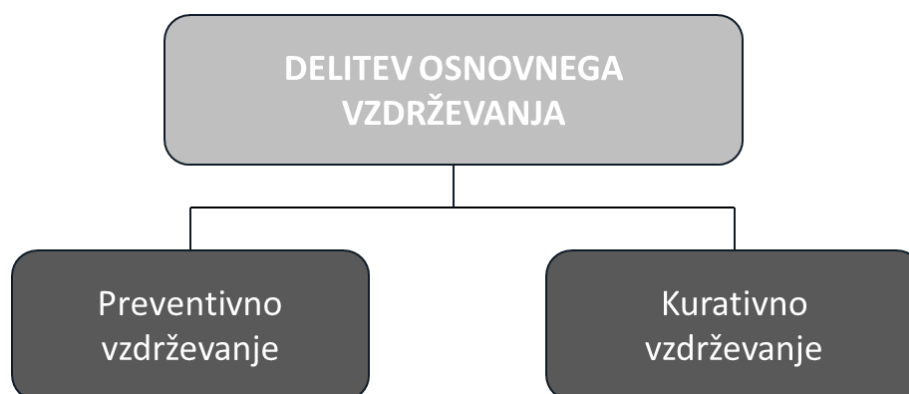 DELITEV OSNOVNEGA
VZDRŽEVANJA
Preventivno
vzdrževanje
Kurativno
vzdrževanje